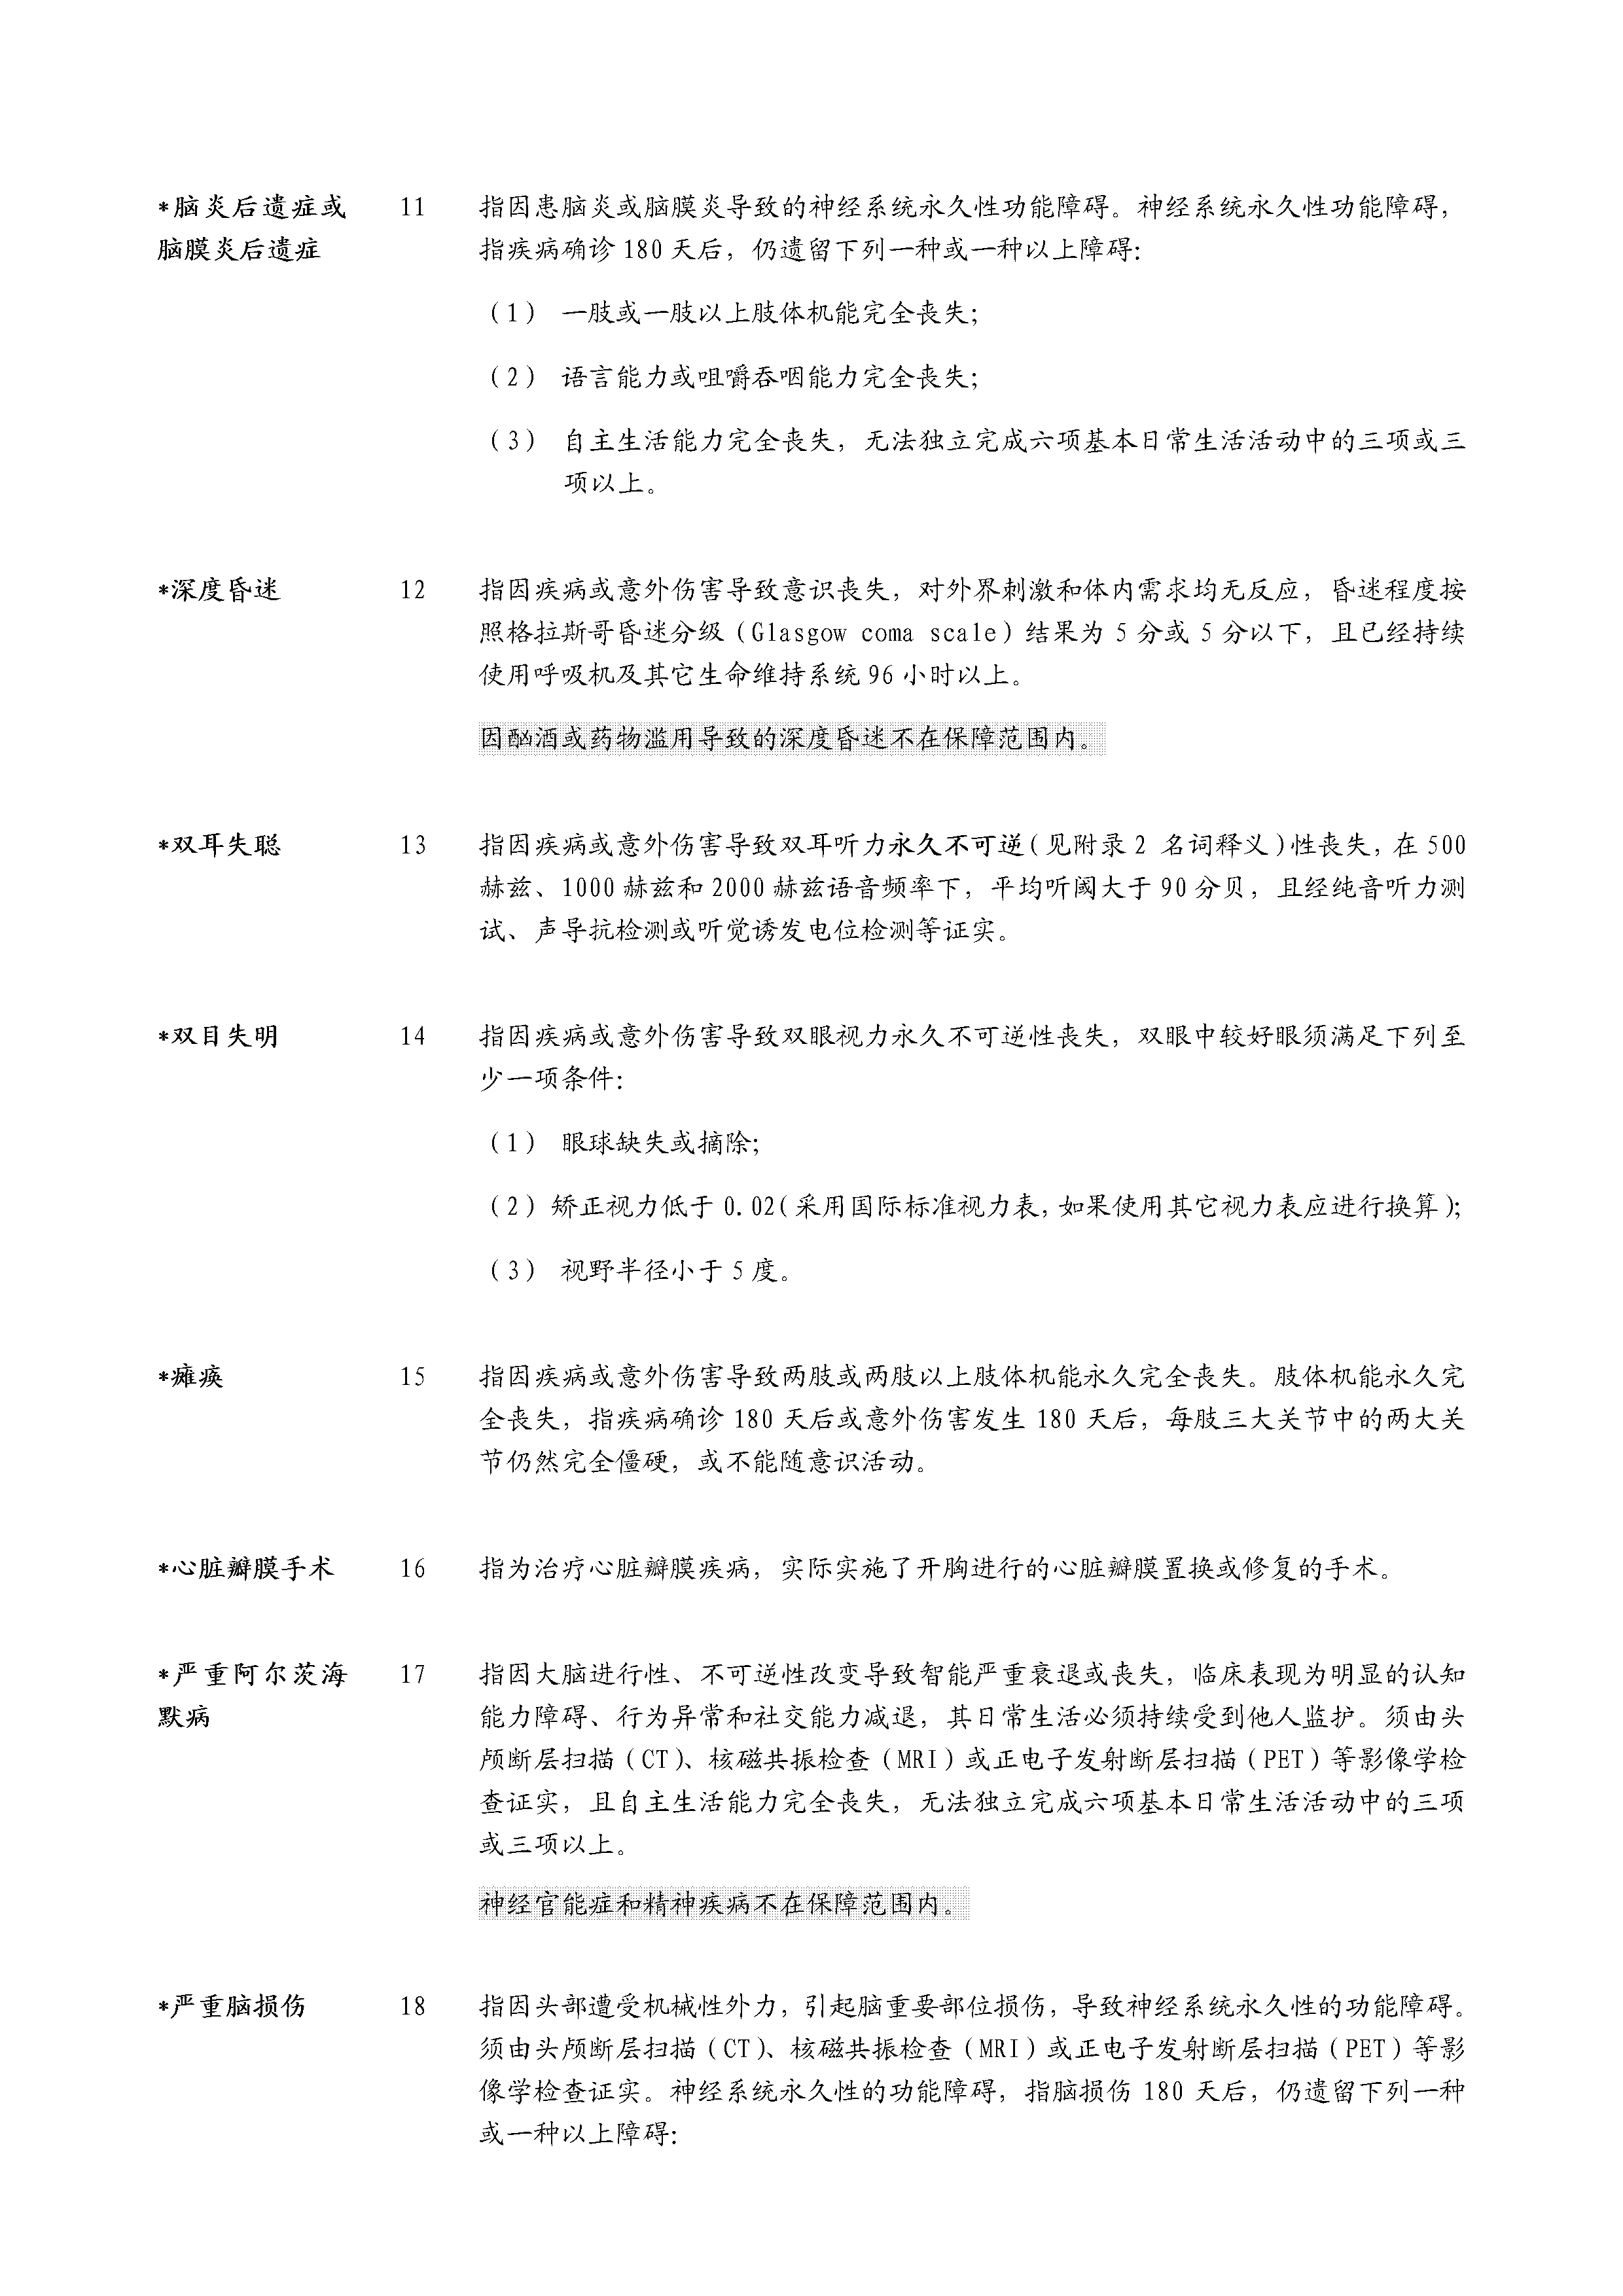 *脑炎后遗症或 11 指因患脑炎或脑膜炎导致的神经系统永久性功能障碍。神经系统永久性功能障碍，
脑膜炎后遗症 指疾病确诊 180 天后，仍遗留下列一种或一种以上障碍：
（1） 一肢或一肢以上肢体机能完全丧失；
（2） 语言能力或咀嚼吞咽能力完全丧失；
（3） 自主生活能力完全丧失，无法独立完成六项基本日常生活活动中的三项或三
项以上。
*深度昏迷 12 指因疾病或意外伤害导致意识丧失，对外界刺激和体内需求均无反应，昏迷程度按
照格拉斯哥昏迷分级（Glasgow coma scale）结果为 5 分或 5 分以下，且已经持续
使用呼吸机及其它生命维持系统 96 小时以上。
因酗酒或药物滥用导致的深度昏迷不在保障范围内。
*双耳失聪 13 指因疾病或意外伤害导致双耳听力永久不可逆（见附录 2 名词释义）性丧失，在 500
赫兹、1000 赫兹和 2000 赫兹语音频率下，平均听阈大于 90 分贝，且经纯音听力测
试、声导抗检测或听觉诱发电位检测等证实。
*双目失明 14 指因疾病或意外伤害导致双眼视力永久不可逆性丧失，双眼中较好眼须满足下列至
少一项条件：
（1） 眼球缺失或摘除；
（2）矫正视力低于 0.02（采用国际标准视力表，如果使用其它视力表应进行换算）；
（3） 视野半径小于 5 度。
*瘫痪 15 指因疾病或意外伤害导致两肢或两肢以上肢体机能永久完全丧失。肢体机能永久完
全丧失，指疾病确诊 180 天后或意外伤害发生 180 天后，每肢三大关节中的两大关
节仍然完全僵硬，或不能随意识活动。
*心脏瓣膜手术 16 指为治疗心脏瓣膜疾病，实际实施了开胸进行的心脏瓣膜置换或修复的手术。
*严重阿尔茨海 17 指因大脑进行性、不可逆性改变导致智能严重衰退或丧失，临床表现为明显的认知
默病 能力障碍、行为异常和社交能力减退，其日常生活必须持续受到他人监护。须由头
颅断层扫描（CT）、核磁共振检查（MRI）或正电子发射断层扫描（PET）等影像学检
查证实，且自主生活能力完全丧失，无法独立完成六项基本日常生活活动中的三项
或三项以上。
神经官能症和精神疾病不在保障范围内。
*严重脑损伤 18 指因头部遭受机械性外力，引起脑重要部位损伤，导致神经系统永久性的功能障碍。
须由头颅断层扫描（CT）、核磁共振检查（MRI）或正电子发射断层扫描（PET）等影
像学检查证实。神经系统永久性的功能障碍，指脑损伤 180 天后，仍遗留下列一种
或一种以上障碍：